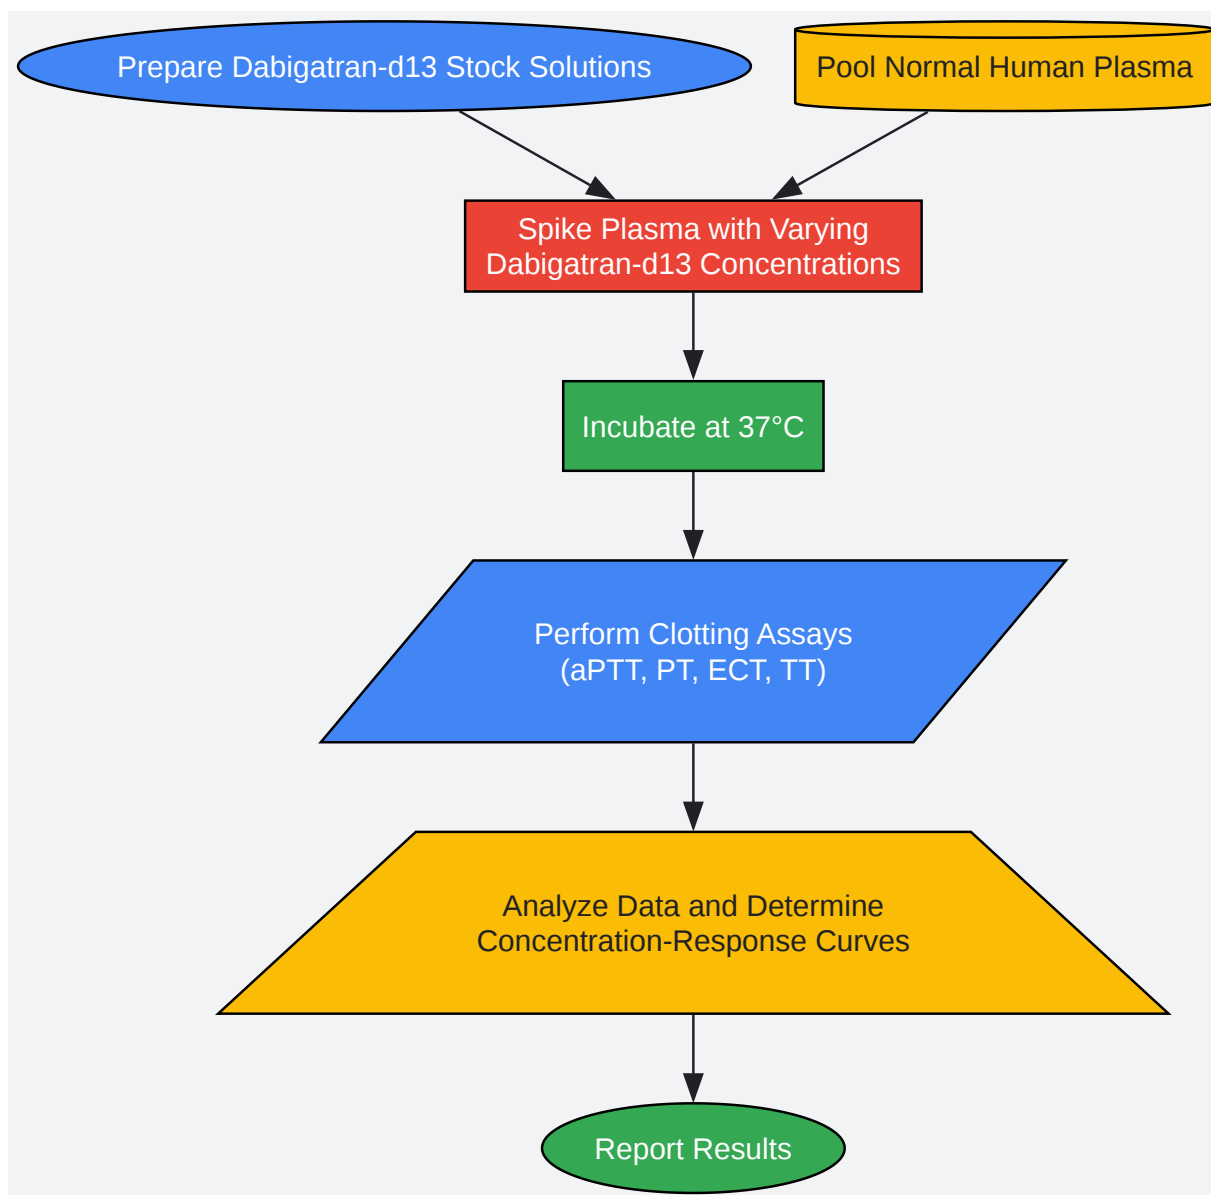 Prepare Dabigatran-d13 Stock Solutions
Pool Normal Human Plasma
Spike Plasma with Varying
Dabigatran-d13 Concentrations
Incubate at 37°C
Perform Clotting Assays
(aPTT, PT, ECT, TT)
Analyze Data and Determine
Concentration-Response Curves
Report Results